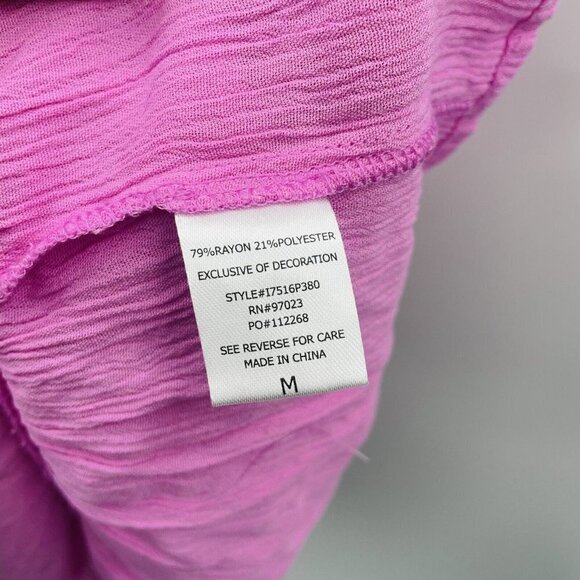 79%RAYON 21%POLYESTER
EXCLUSIVE OF DECORATION
STYLE#I7516P380
RN#97023
PO#112268
SEE REVERSE FOR CARE
MADE IN CHINA
M